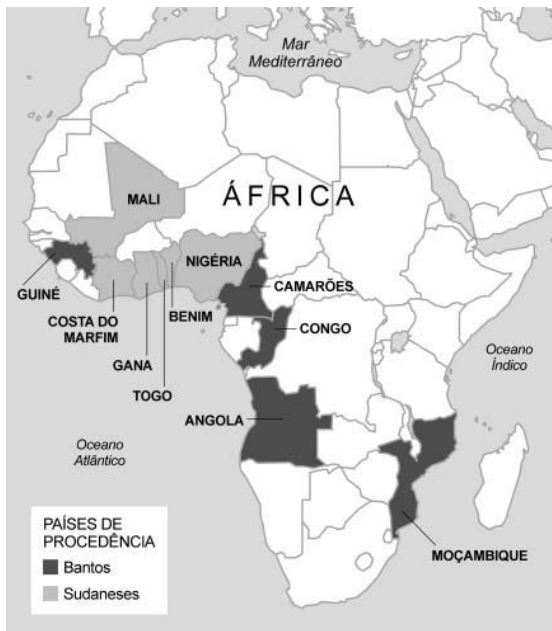 Mar
Mediterrâneo
ÁFRICA
MALI
NIGÉRIA
GUINÉ
CAMARÕES
COSTA DO
MARFIM
BENIM
CONGO
GANA
TOGO
Oceano
Índico
ANGOLA
Oceano
Atlântico
MOÇAMBIQUE
PAÍSES DE
PROCEDÊNCIA
Bantos
Sudaneses